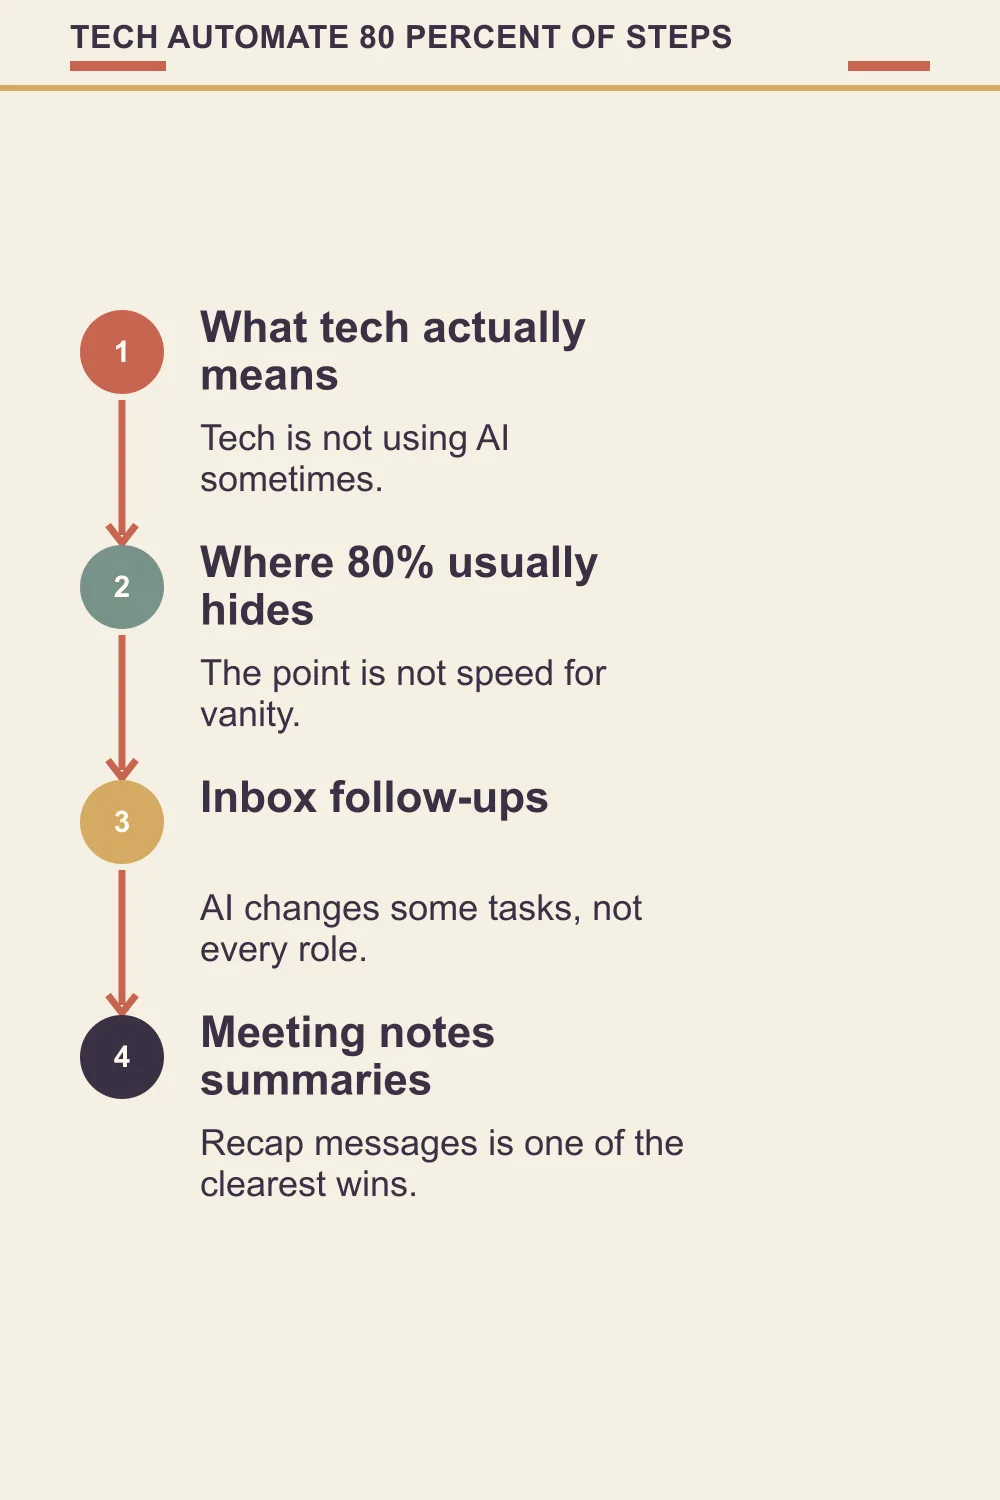 TECH AUTOMATE 80 PERCENT OF STEPS
1
What tech actually
means
Tech is not using AI
sometimes.
2
Where 80% usually
hides
The point is not speed for
vanity.
3
Inbox follow-ups
AI changes some tasks, not
every role.
4
Meeting notes
summaries
Recap messages is one of the
clearest wins.